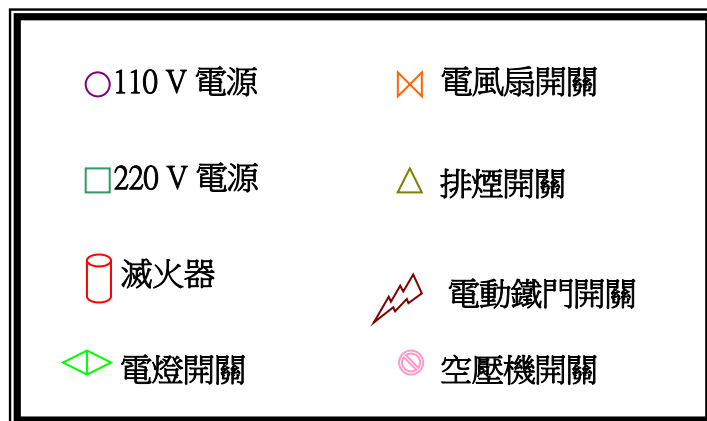 110 V 電源
電風扇開關
220 V 電源
排煙開關
滅火器
電動鐵門開關
電燈開關
空壓機開關